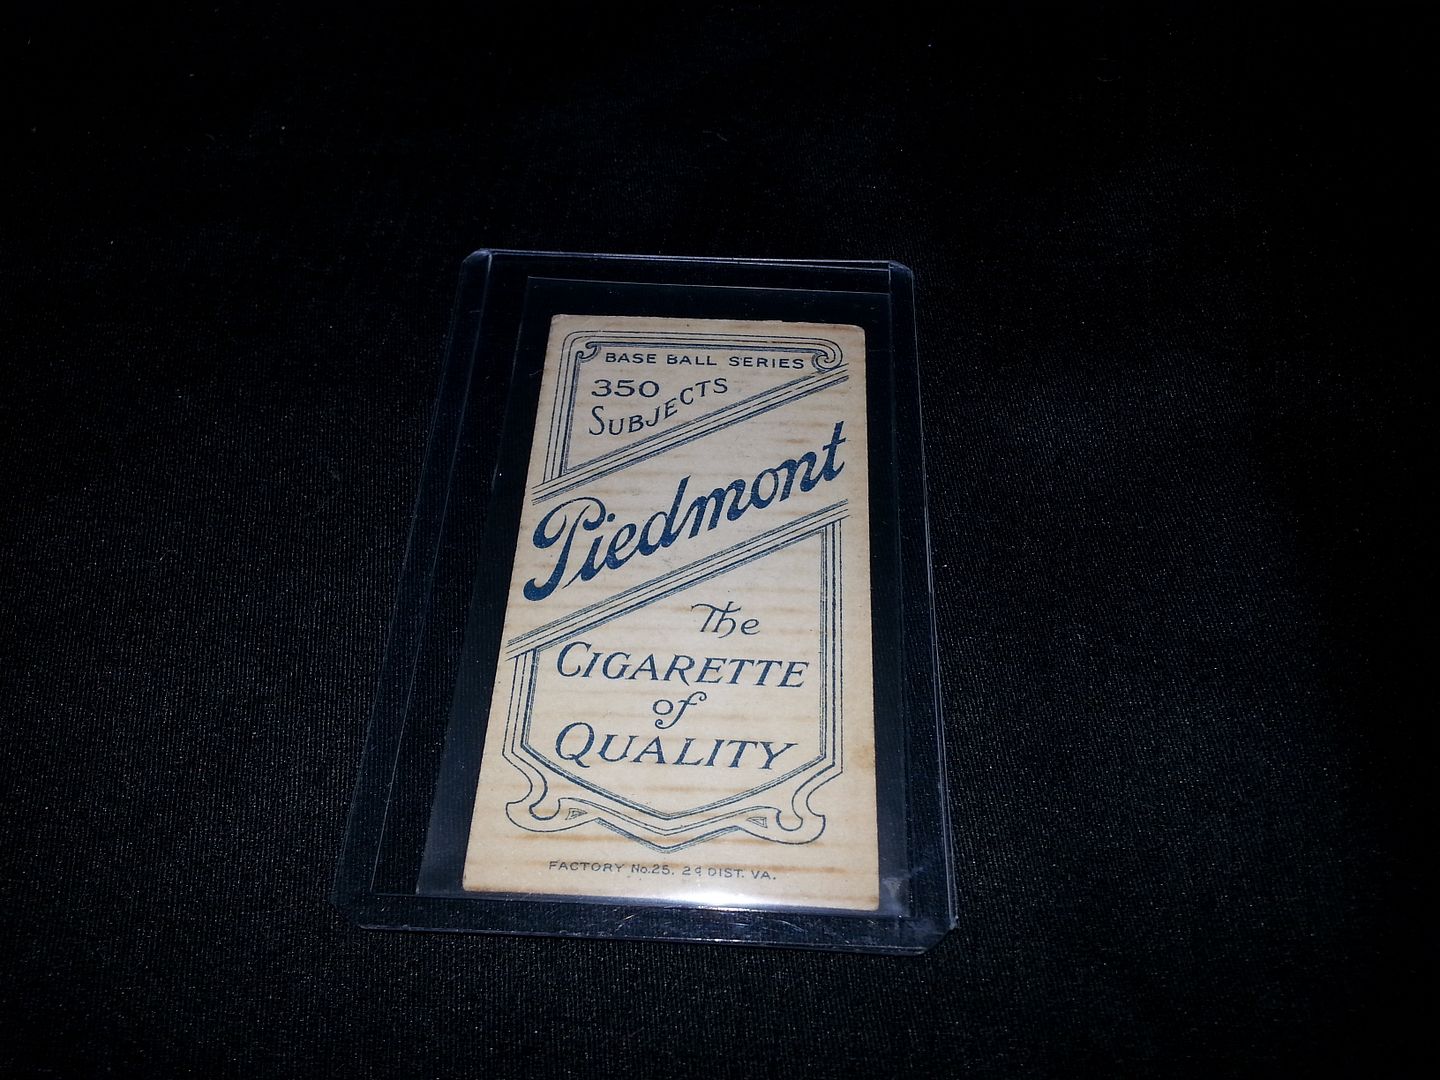 BASE BALL SERIES
350
SUBJECTS
Piedmont
The
CIGARETTE
of
QUALITY
FACTORY No.25. 2d DIST. VA.